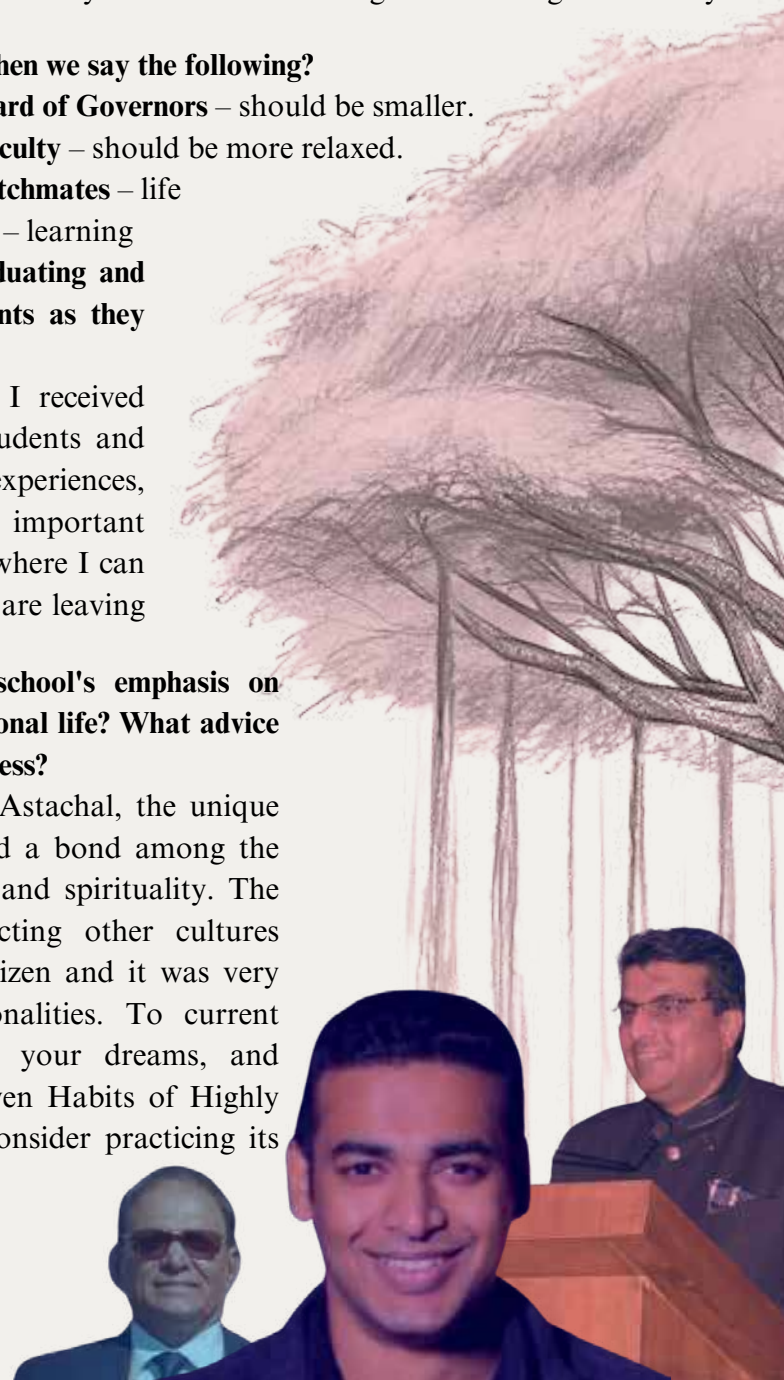 hen we say the following?
ard of Governors – should be smaller.
culty – should be more relaxed.
tchmates – life
– learning
duating and
nts as they
I received
udents and
experiences,
important
where I can
are leaving
school's emphasis on
onal life? What advice
ess?
Astachal, the unique
d a bond among the
and spirituality. The
cting other cultures
izen and it was very
onalities. To current
your dreams, and
ven Habits of Highly
onsider practicing its